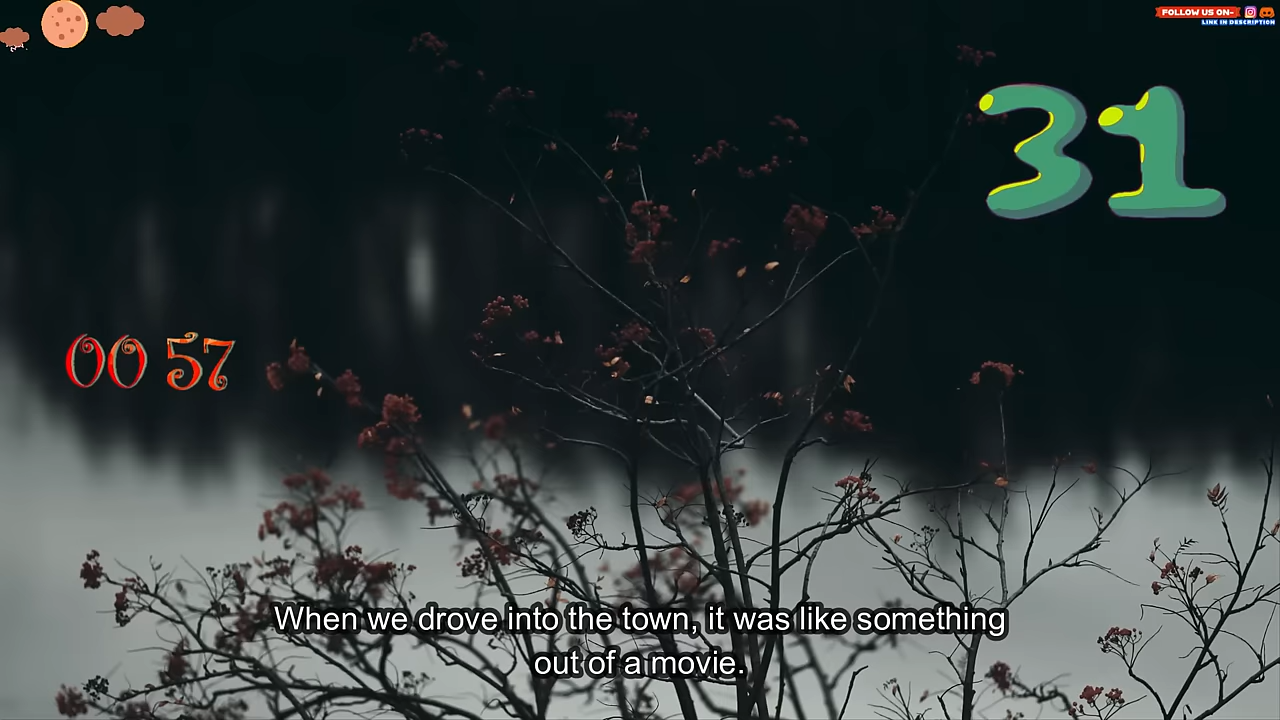 FOLLOW US ON-
LINK IN DESCRIPTION
31
00 57
When we drove into the town, it was like something
out of a movie.